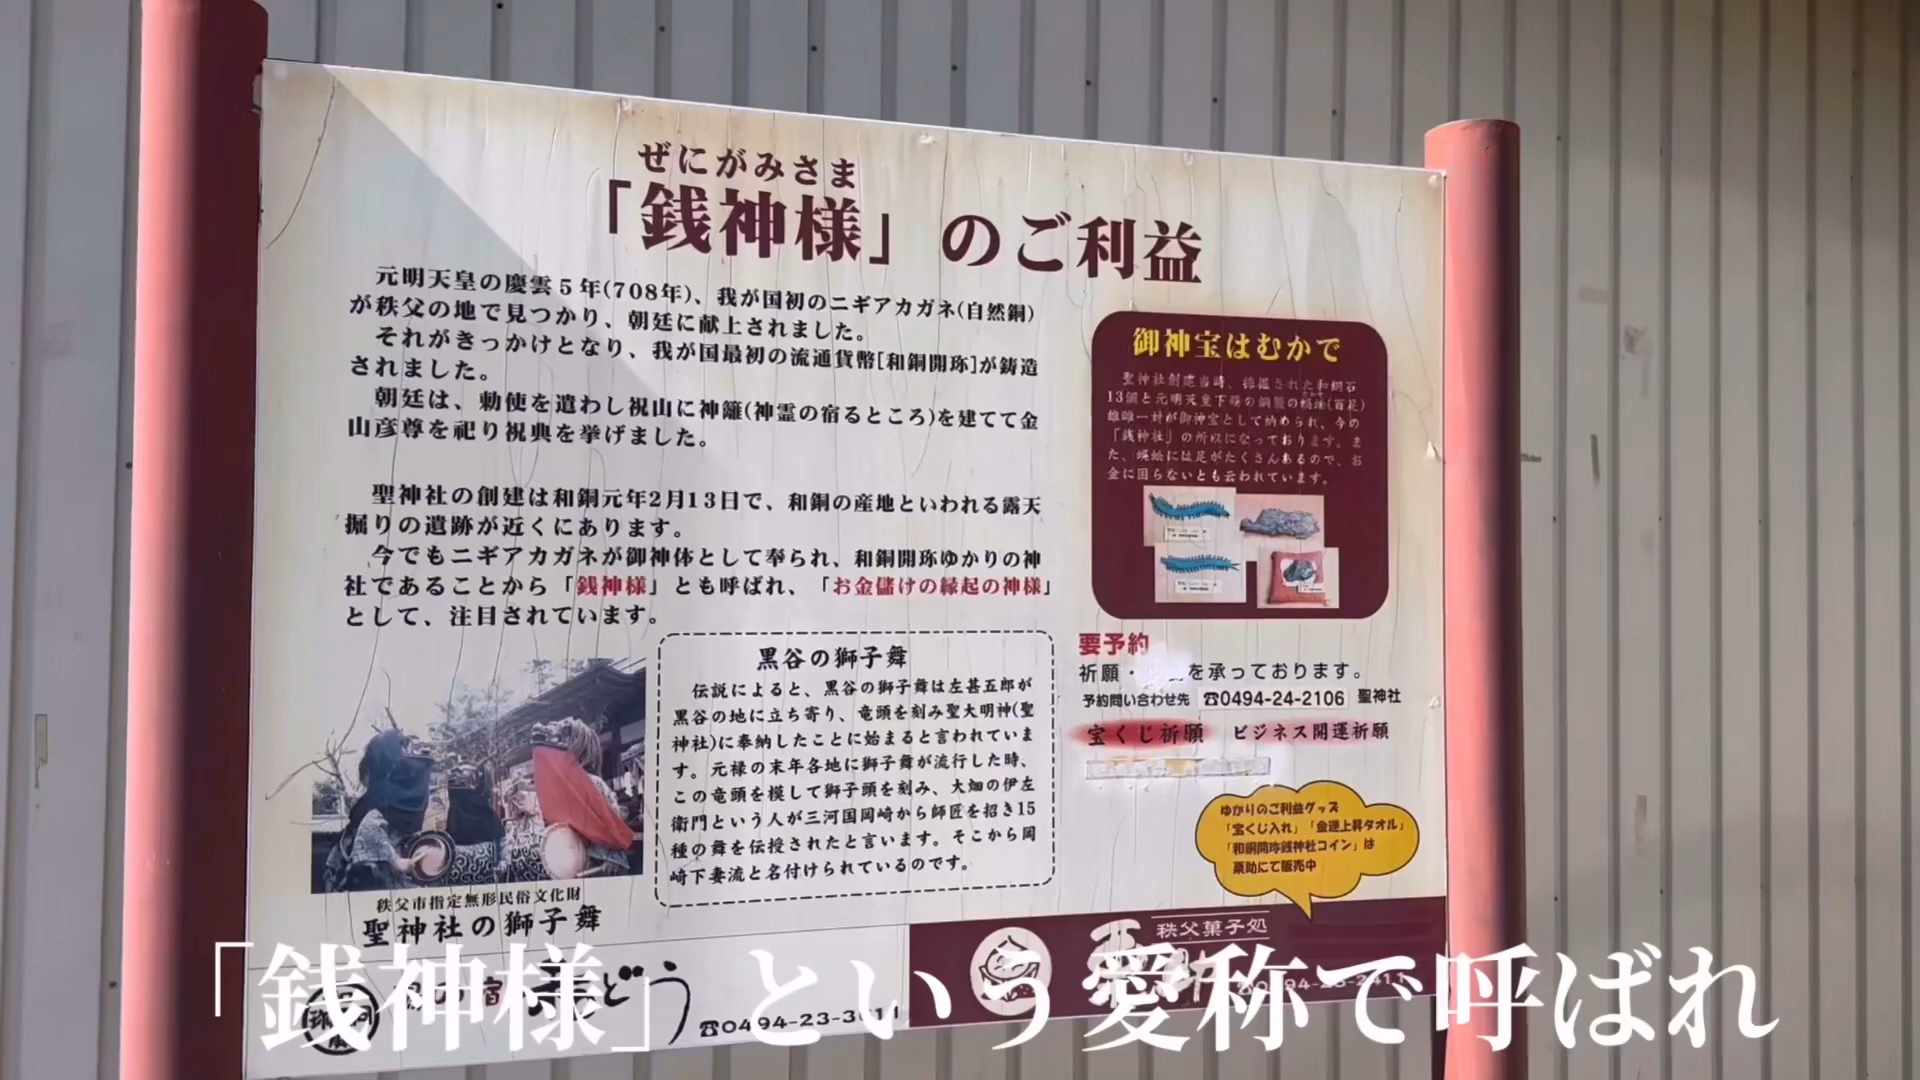 ぜにがみさま
「銭神様」のご利益
元明天皇の慶雲5年(708年)、我が国初のニギアカガネ(自然銅)
が秩父の地で見つかり、朝廷に献上されました。
それがきっかけとなり、我が国最初の流通貨幣[和銅開珎]が鋳造
されました。
朝廷は、勅使を遣わし祝山に神籬(神霊の宿るところ)を建てて金
山彦尊を祀り祝典を挙げました。
聖神社の創建は和銅元年2月13日で、和銅の産地といわれる露天
掘りの遺跡が近くにあります。
今でもニギアカガネが御神体として奉られ、和銅開珎ゆかりの神
社であることから「銭神様」とも呼ばれ、「お金儲けの縁起の神様」
として、注目されています。
御神宝はむかで
聖神社創建当時、採掘された和銅石
13個と元明天皇下賜の銅製の蜈蚣(百足)
雄雌一対が御神宝として納められ、今の
「銭神社」の所以になっております。ま
た、蜈蚣には足がたくさんあるので、お
金に困らないとも云われています。
黒谷の獅子舞
伝説によると、黒谷の獅子舞は左甚五郎が
黒谷の地に立ち寄り、竜頭を刻み聖大明神(聖
神社)に奉納したことに始まると言われていま
す。元禄の末年各地に獅子舞が流行した時、
この竜頭を模して獅子頭を刻み、大畑の伊左
衛門という人が三河国岡崎から師匠を招き15
種の舞を伝授されたと言います。そこから岡
崎下妻流と名付けられているのです。
秩父市指定無形民俗文化財
聖神社の獅子舞
要予約
祈願・を承っております。
予約問い合わせ先 ☎0494-24-2106 聖神社
宝くじ祈願 ビジネス開運祈願
ゆかりのご利益グッズ
「宝くじ入れ」「金運上昇タオル」
「和銅開珎銭神社コイン」は
栗助にて販売中
秩父菓子処
☎0494-23-3611
「銭神様」という愛称で呼ばれ